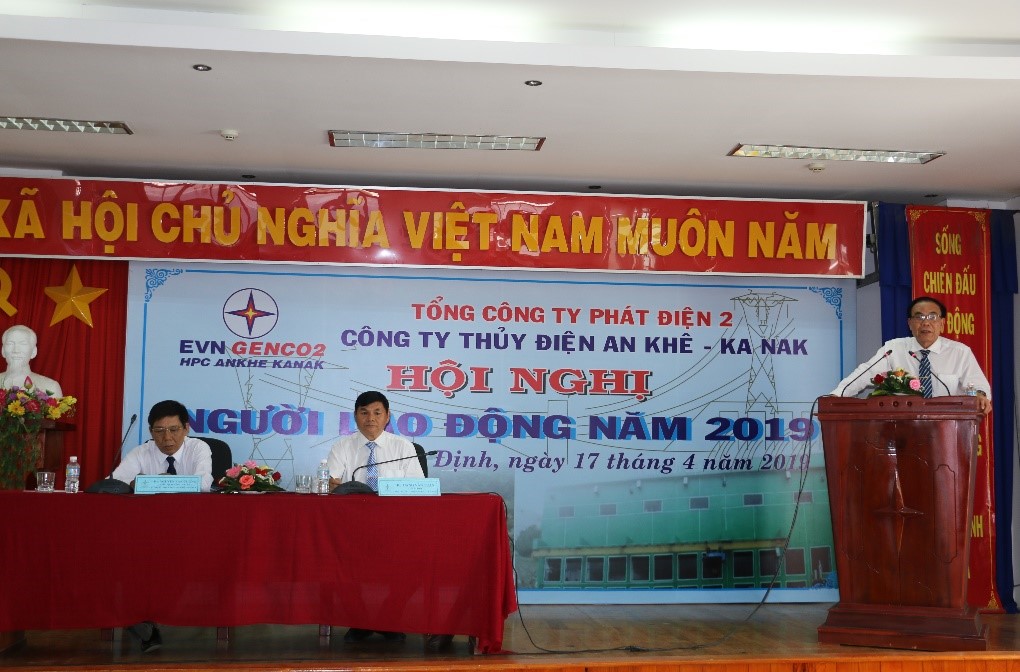 XÃ HỘI CHỦ NGHĨA VIỆT NAM MUÔN NĂM
SỐNG
CHIẾN ĐẤU
ĐỘNG
TỔNG CÔNG TY PHÁT ĐIỆN 2
CÔNG TY THỦY ĐIỆN AN KHÊ - KA NAK
EVN GENCO2
HPC ANKHE KANAK
HỘI NGHỊ
NGƯỜI LAO ĐỘNG NĂM 2019
Định, ngày 17 tháng 4 năm 2019